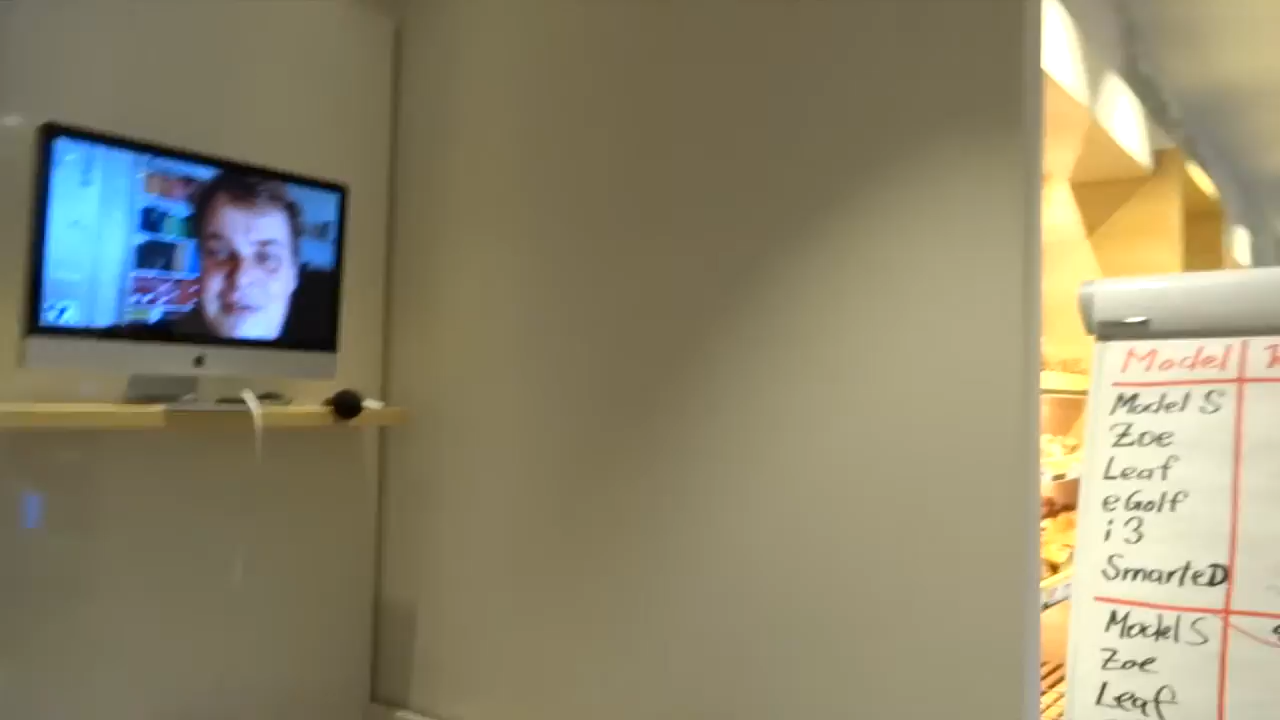 Model
Model S
Zoe
Leaf
eGolf
i3
SmarteD
Model S
Zoe
Leaf